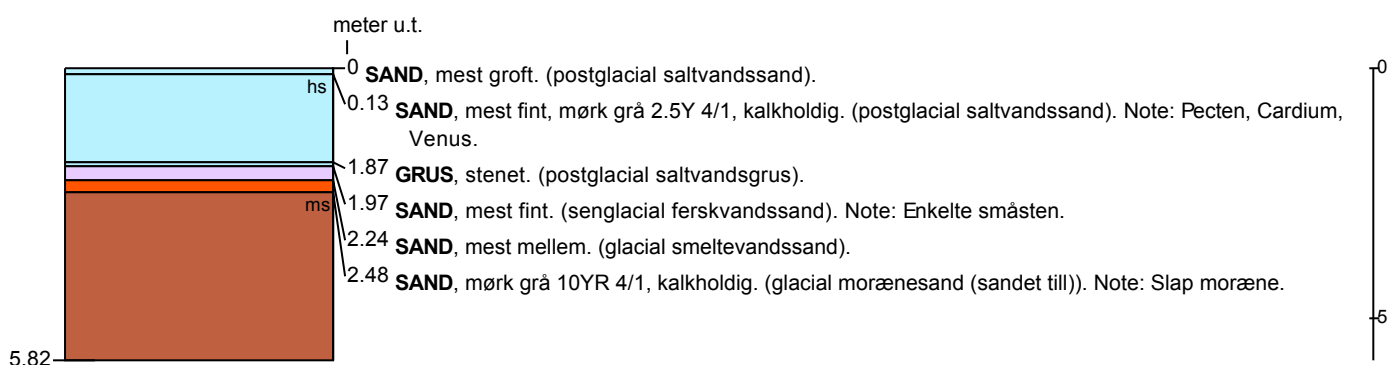 meter u.t.
0 SAND, mest groft. (postglacial saltvandssand).
0
hs
0.13 SAND, mest fint, mørk grå 2.5Y 4/1, kalkholdig. (postglacial saltvandssand). Note: Pecten, Cardium,
Venus.
1.87 GRUS, stenet. (postglacial saltvandsgrus).
ms
1.97 SAND, mest fint. (senglacial ferskvandssand). Note: Enkelte småsten.
2.24 SAND, mest mellem. (glacial smeltevandssand).
2.48 SAND, mørk grå 10YR 4/1, kalkholdig. (glacial morænesand (sandet till)). Note: Slap moræne.
5
5.82